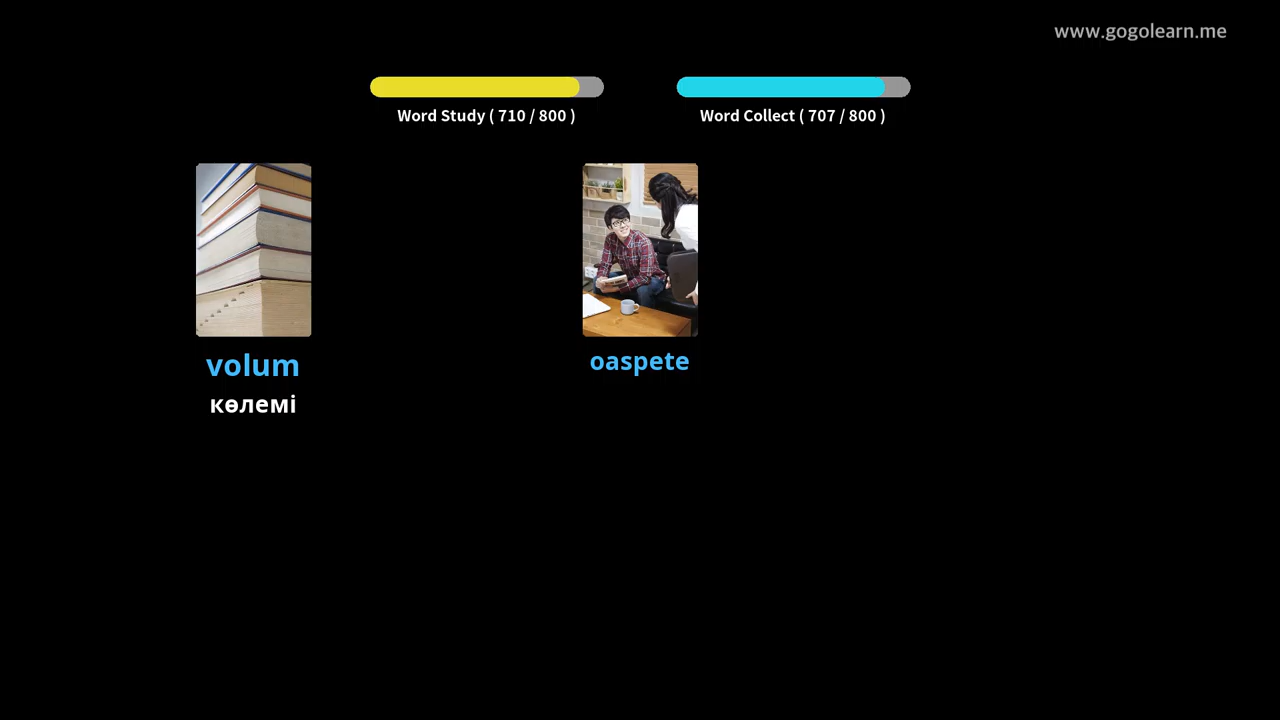 www.gogolearn.me
Word Study ( 710 / 800 )
Word Collect ( 707 / 800 )
volum
көлемі
oaspete